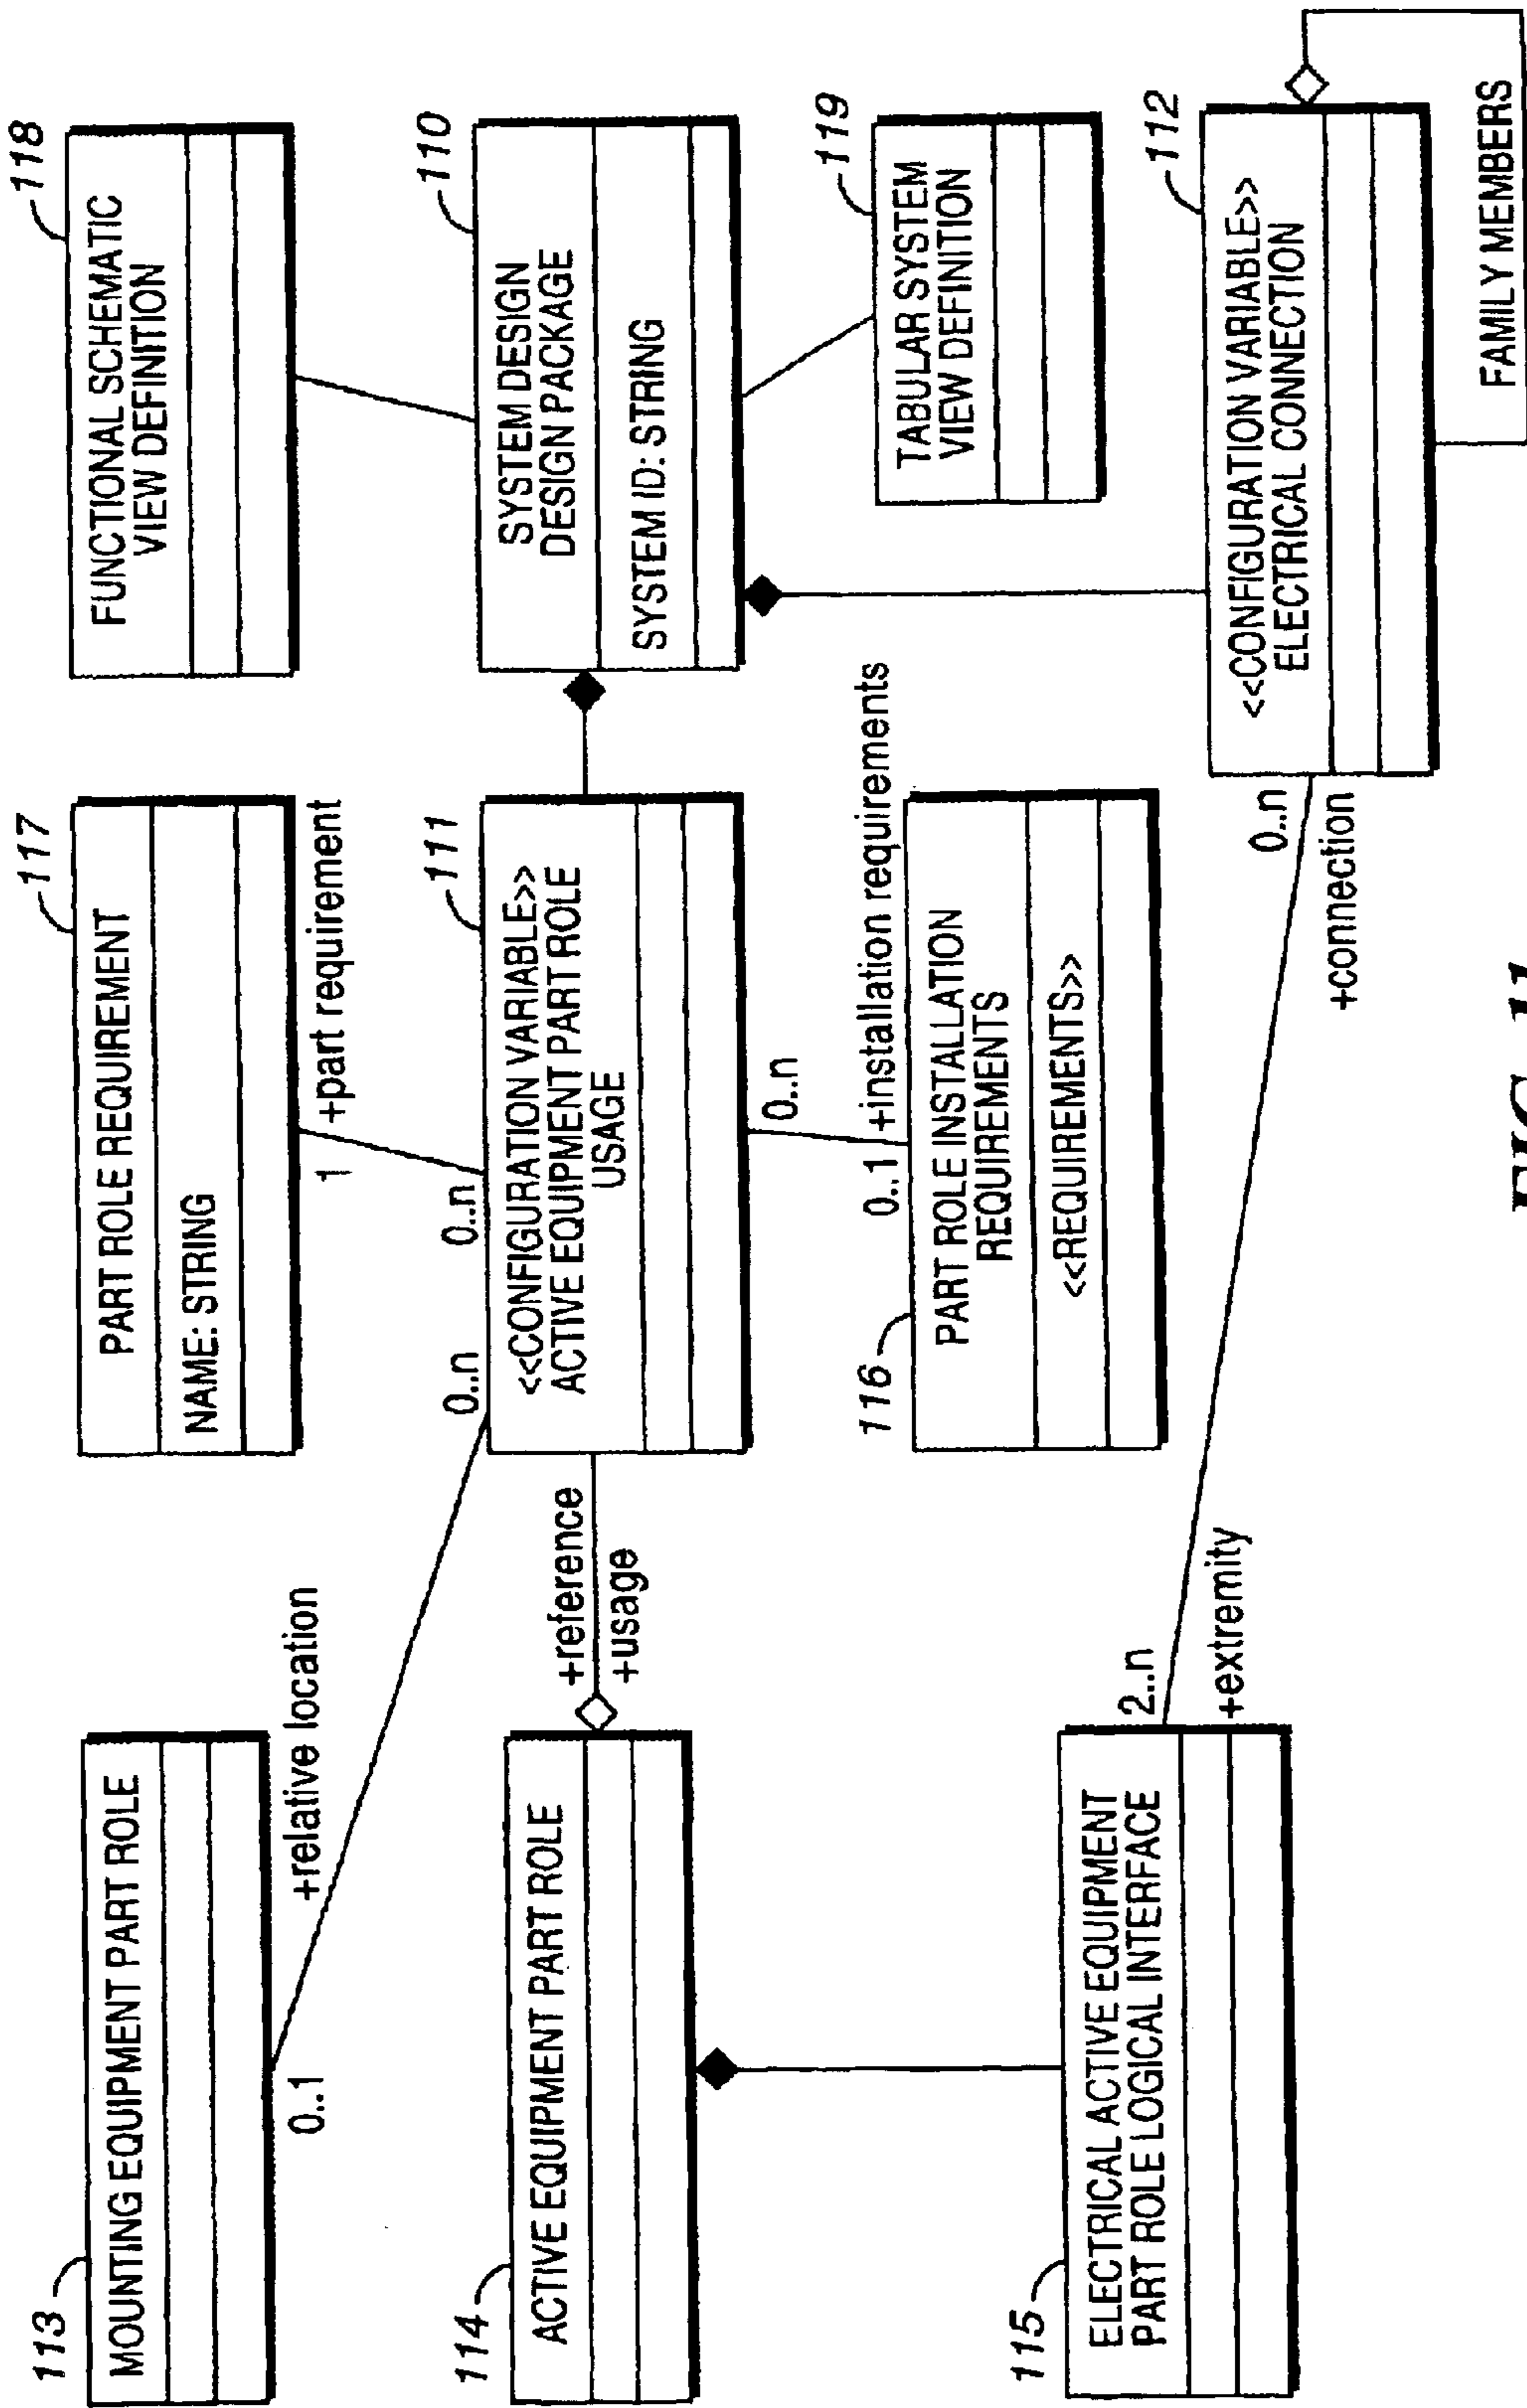 113
MOUNTING EQUIPMENT PART ROLE
0..1
+relative location
117
PART ROLE REQUIREMENT
NAME: STRING
1 +part requirement
118
FUNCTIONAL SCHEMATIC
VIEW DEFINITION
114
ACTIVE EQUIPMENT PART ROLE
+reference
+usage
0..n
0..n
111
<<CONFIGURATION VARIABLE>>
ACTIVE EQUIPMENT PART ROLE
USAGE
0..n
110
SYSTEM DESIGN
DESIGN PACKAGE
SYSTEM ID: STRING
0..1 +installation requirements
116
PART ROLE INSTALLATION
REQUIREMENTS
<<REQUIREMENTS>>
119
TABULAR SYSTEM
VIEW DEFINITION
115
ELECTRICAL ACTIVE EQUIPMENT
PART ROLE LOGICAL INTERFACE
2..n
+extremity
0..n
+connection
112
<<CONFIGURATION VARIABLE>>
ELECTRICAL CONNECTION
FAMILY MEMBERS